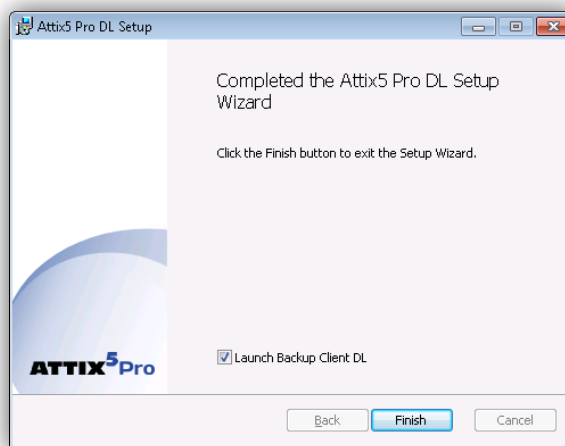 Attix5 Pro DL Setup
Completed the Attix5 Pro DL Setup
Wizard
Click the Finish button to exit the Setup Wizard.
ATTIX5Pro
Launch Backup Client DL
Back
Finish
Cancel